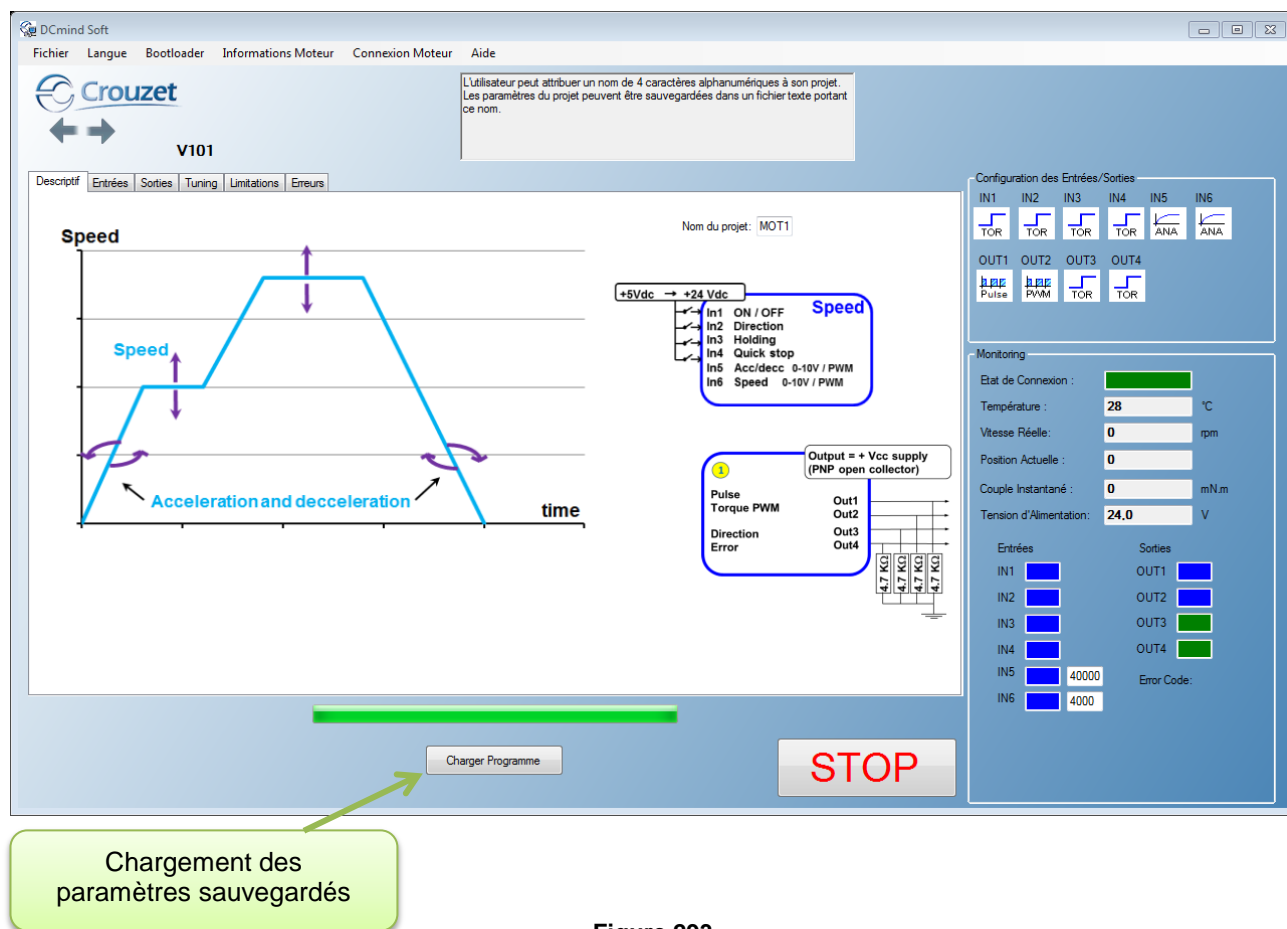 DCmind Soft
Fichier Langue Bootloader Informations Moteur Connexion Moteur Aide
Crouzet
V101
L'utilisateur peut attribuer un nom de 4 caractères alphanumériques à son projet.
Les paramètres du projet peuvent être sauvegardées dans un fichier texte portant
ce nom.
Descriptif Entrées Sorties Tuning Limitations Erreurs
Speed
Speed
Acceleration and decceleration
time
Nom du projet: MOT1
+5Vdc → +24 Vdc
Speed
In1 ON / OFF
In2 Direction
In3 Holding
In4 Quick stop
In5 Acc/decc 0-10V / PWM
In6 Speed 0-10V / PWM
Output = + Vcc supply
(PNP open collector)
1
Pulse Out1
Torque PWM Out2
Direction Out3
Error Out4
4.7 KΩ 4.7 KΩ 4.7 KΩ 4.7 KΩ
Charger Programme
STOP
Configuration des Entrées/Sorties
IN1 IN2 IN3 IN4 IN5 IN6
TOR TOR TOR TOR ANA ANA
OUT1 OUT2 OUT3 OUT4
Pulse PWM TOR TOR
Monitoring
Etat de Connexion :
Température : 28 °C
Vitesse Réelle: 0 rpm
Position Actuelle : 0
Couple Instantané : 0 mN.m
Tension d'Alimentation: 24,0 V
Entrées Sorties
IN1 OUT1
IN2 OUT2
IN3 OUT3
IN4 OUT4
IN5 40000 Error Code:
IN6 4000
Chargement des
paramètres sauvegardés